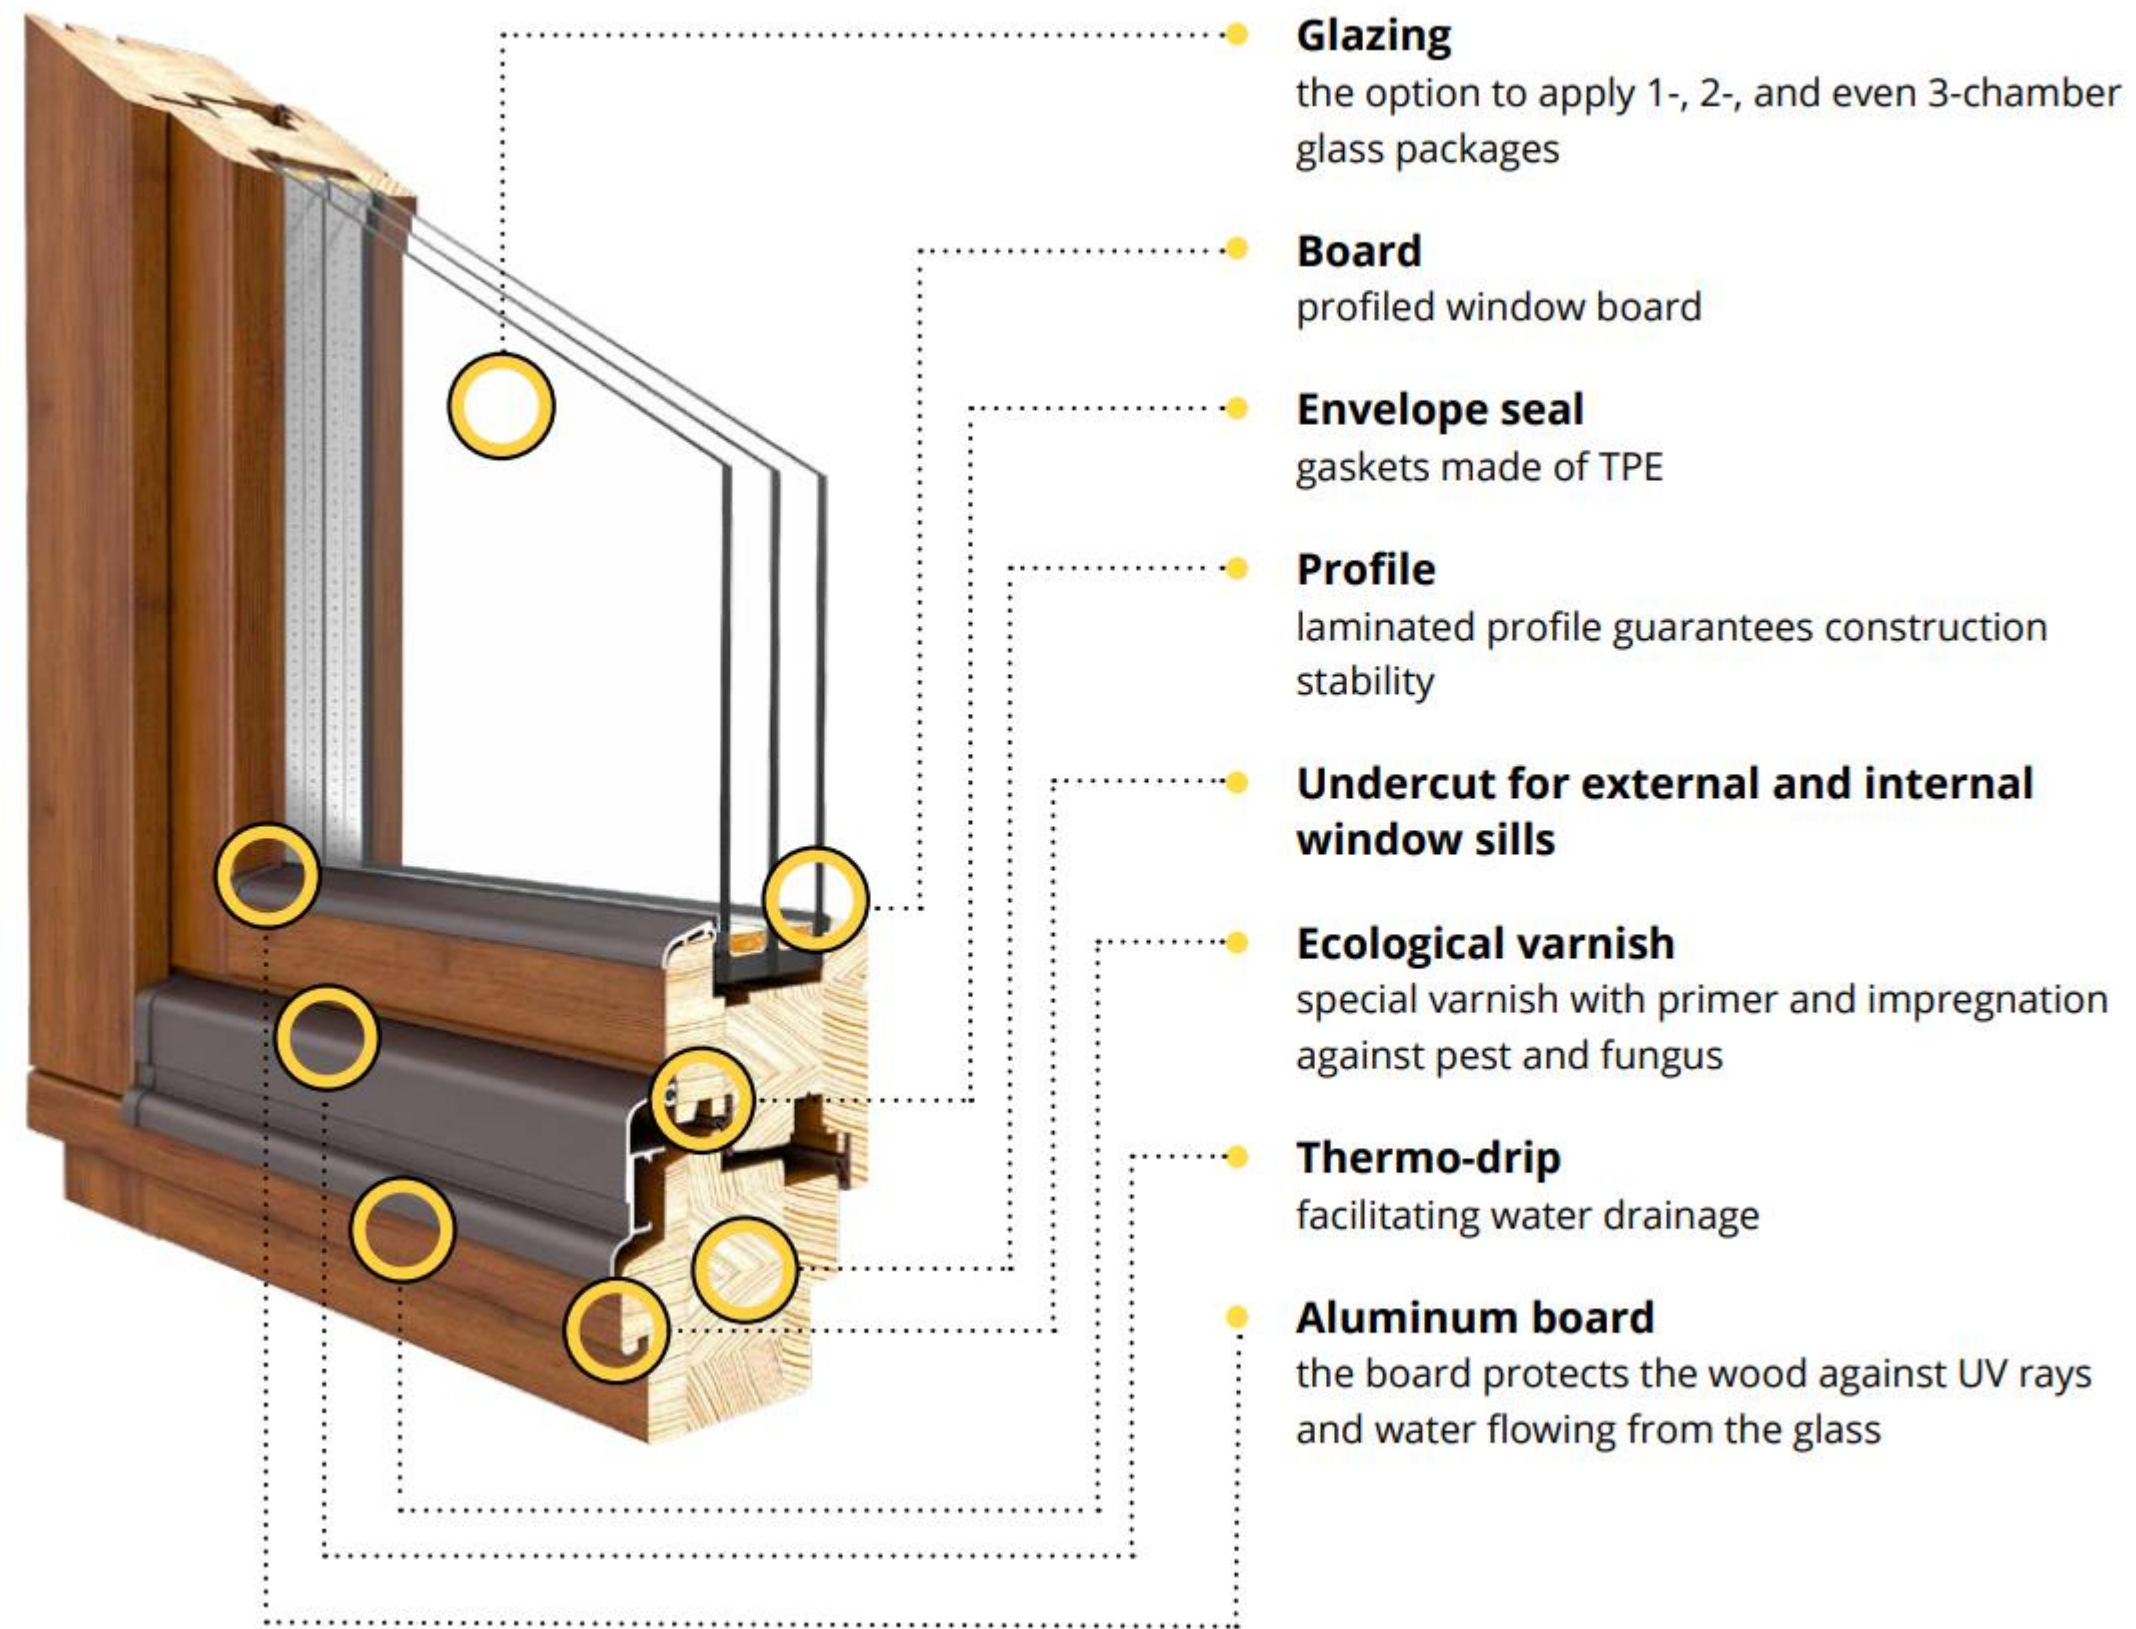 Glazing
the option to apply 1-, 2-, and even 3-chamber
glass packages
Board
profiled window board
Envelope seal
gaskets made of TPE
Profile
laminated profile guarantees construction
stability
Undercut for external and internal
window sills
Ecological varnish
special varnish with primer and impregnation
against pest and fungus
Thermo-drip
facilitating water drainage
Aluminum board
the board protects the wood against UV rays
and water flowing from the glass